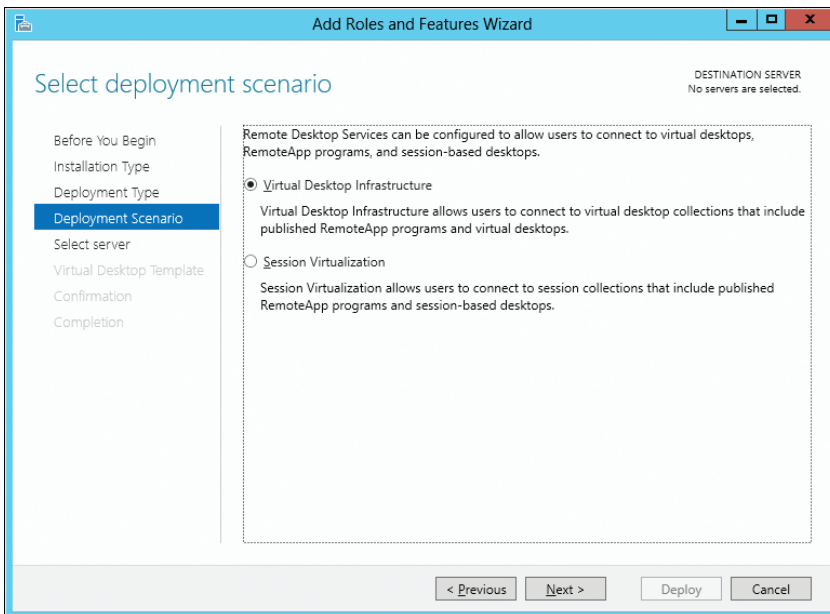 Add Roles and Features Wizard
Select deployment scenario
DESTINATION SERVER
No servers are selected.
Before You Begin
Installation Type
Deployment Type
Deployment Scenario
Select server
Virtual Desktop Template
Confirmation
Completion
Remote Desktop Services can be configured to allow users to connect to virtual desktops,
RemoteApp programs, and session-based desktops.
Virtual Desktop Infrastructure
Virtual Desktop Infrastructure allows users to connect to virtual desktop collections that include
published RemoteApp programs and virtual desktops.
Session Virtualization
Session Virtualization allows users to connect to session collections that include published
RemoteApp programs and session-based desktops.
< Previous
Next >
Deploy
Cancel